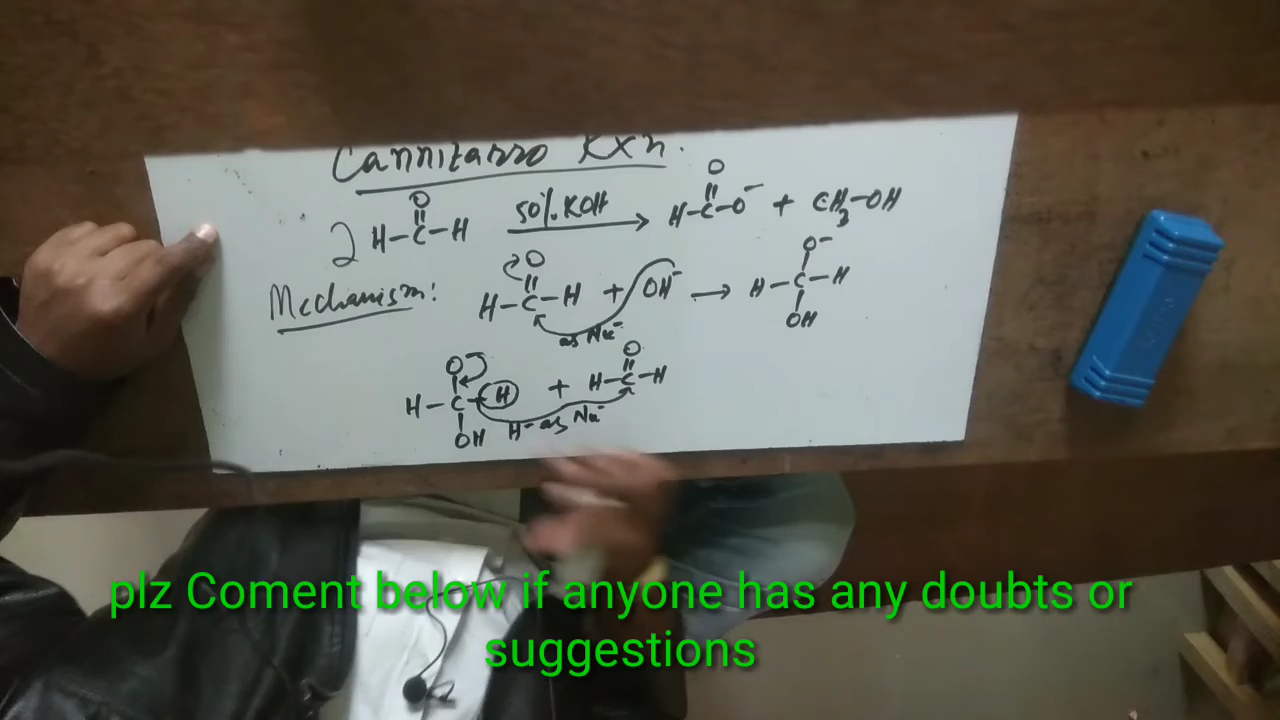 Cannizarro Rxn.
O
2 H-C-H 50% KOH → H-C-O⁻ + CH₃-OH
O
Mechanism:
O
H-C-H + OH⁻ → H-C-H
as Nu⁻
O⁻
OH
O
H-C-H + H-C-H
O
OH H⁻ as Nu⁻
plz Coment below if anyone has any doubts or
suggestions